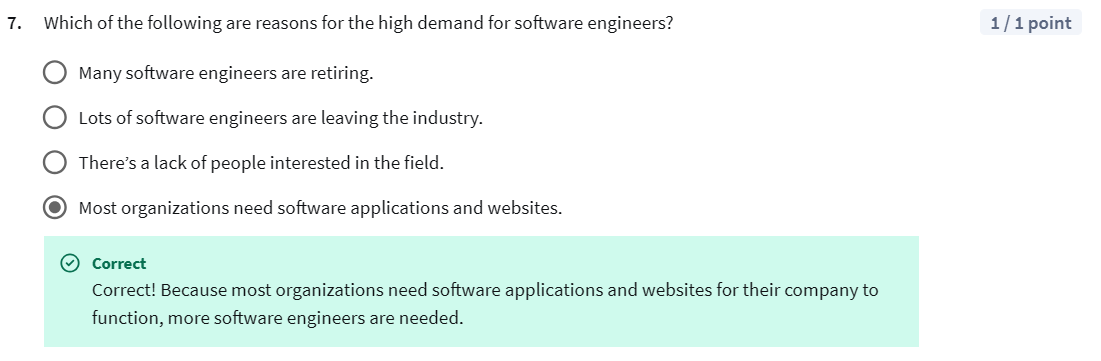 7. Which of the following are reasons for the high demand for software engineers?
1 / 1 point
Many software engineers are retiring.
Lots of software engineers are leaving the industry.
There’s a lack of people interested in the field.
Most organizations need software applications and websites.
Correct
Correct! Because most organizations need software applications and websites for their company to
function, more software engineers are needed.